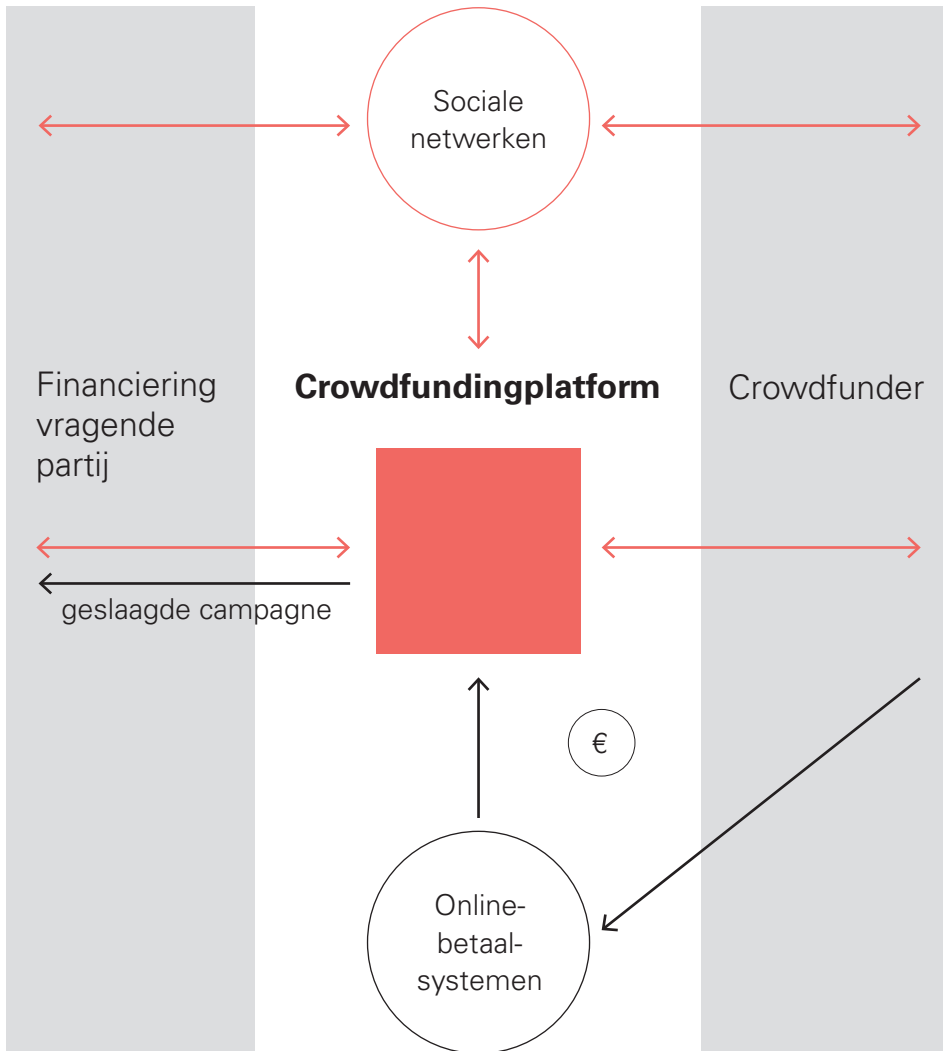 Sociale
netwerken
Financiering
vragende
partij
Crowdfundingplatform
Crowdfunder
geslaagde campagne
€
Online-
betaal-
systemen